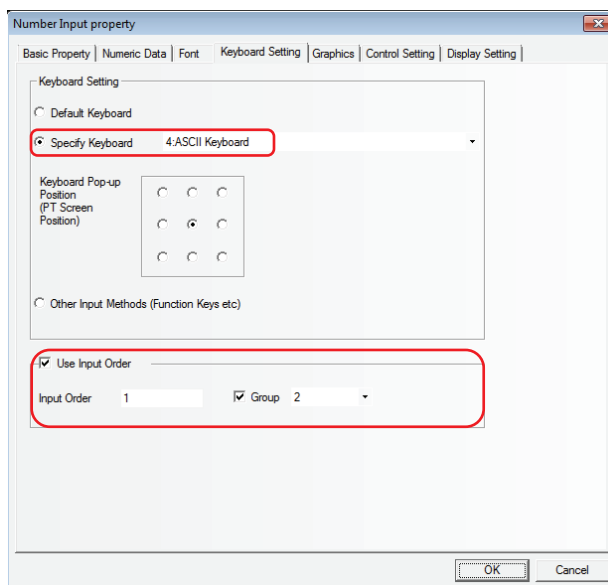 Number Input property
Basic Property Numeric Data Font Keyboard Setting Graphics Control Setting Display Setting
Keyboard Setting
Default Keyboard
Specify Keyboard 4:ASCII Keyboard
Keyboard Pop-up
Position
(PT Screen
Position)
Other Input Methods (Function Keys etc)
Use Input Order
Input Order 1 Group 2
OK Cancel